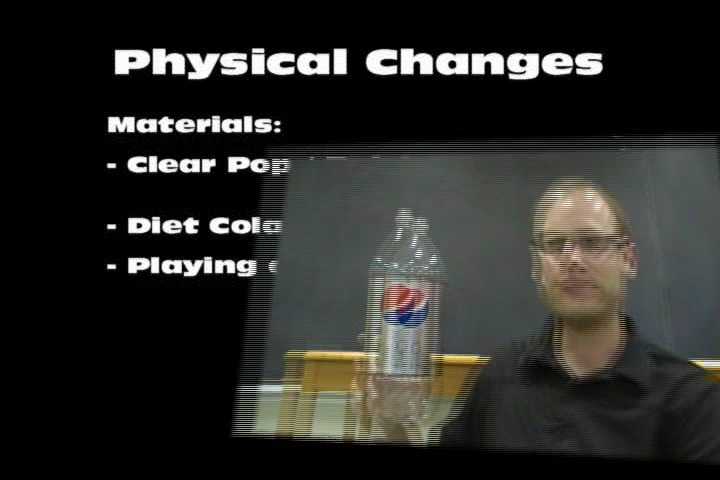 Physical Changes
Materials:
- Clear Pop
- Diet Cola
- Playing